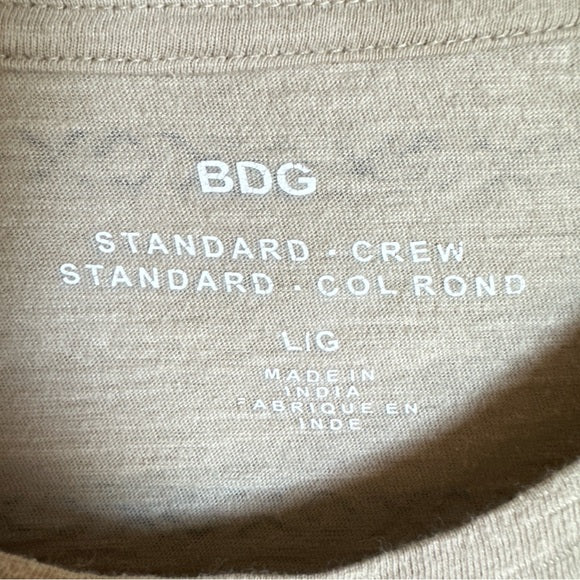 BDG
STANDARD · CREW
STANDARD · COL ROND
L/G
MADE IN
INDIA
FABRIQUE EN
INDE